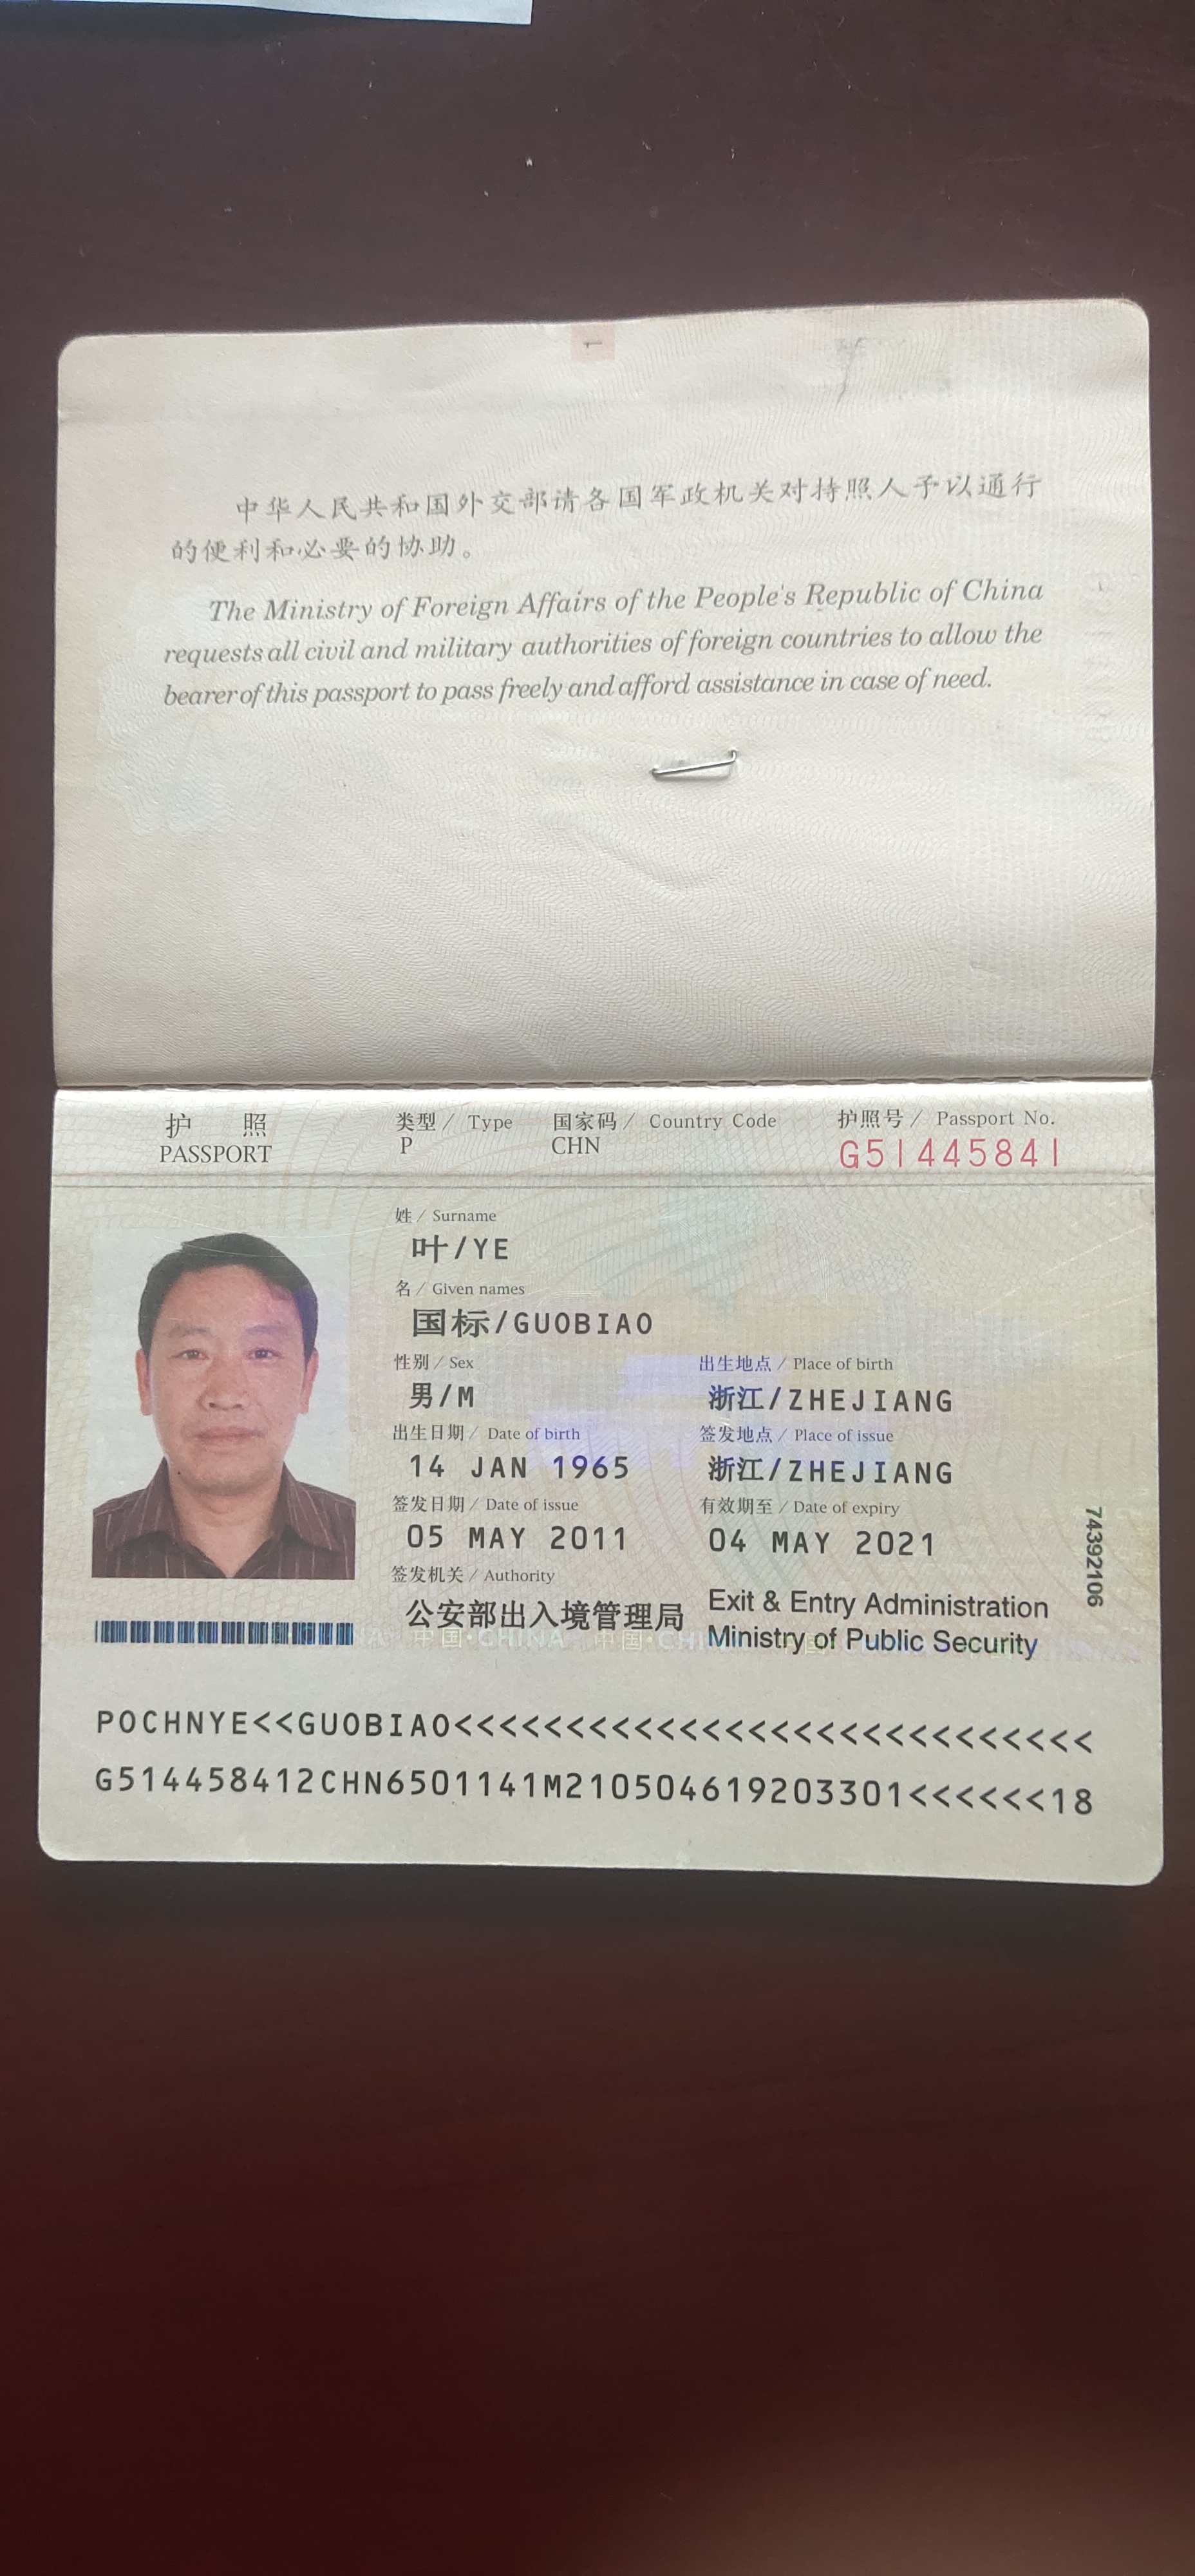 1
中华人民共和国外交部请各国军政机关对持照人予以通行
的便利和必要的协助。
The Ministry of Foreign Affairs of the People's Republic of China
requests all civil and military authorities of foreign countries to allow the
bearer of this passport to pass freely and afford assistance in case of need.
护 照
PASSPORT
类型 / Type
P
国家码 / Country Code
CHN
护照号 / Passport No.
G51445841
姓 / Surname
叶/YE
名 / Given names
国标/GUOBIAO
性别 / Sex
男/M
出生地点 / Place of birth
浙江/ZHEJIANG
出生日期 / Date of birth
14 JAN 1965
签发地点 / Place of issue
浙江/ZHEJIANG
签发日期 / Date of issue
05 MAY 2011
有效期至 / Date of expiry
04 MAY 2021
签发机关 / Authority
公安部出入境管理局
Exit & Entry Administration
Ministry of Public Security
74392106
中国·CHINA 中国·CHINA
POCHNYE<<GUOBIAO<<<<<<<<<<<<<<<<<<<<<<<<<<<<
G514458412CHN6501141M210504619203301<<<<<<18